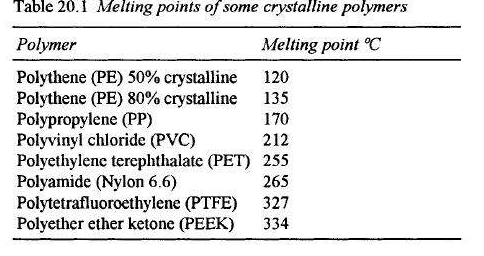 Table 20.1 Melting points of some crystalline polymers
Polymer Melting point °C
Polythene (PE) 50% crystalline 120
Polythene (PE) 80% crystalline 135
Polypropylene (PP) 170
Polyvinyl chloride (PVC) 212
Polyethylene terephthalate (PET) 255
Polyamide (Nylon 6.6) 265
Polytetrafluoroethylene (PTFE) 327
Polyether ether ketone (PEEK) 334